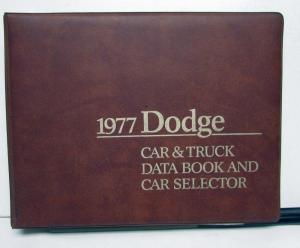 1977 Dodge
CAR & TRUCK
DATA BOOK AND
CAR SELECTOR